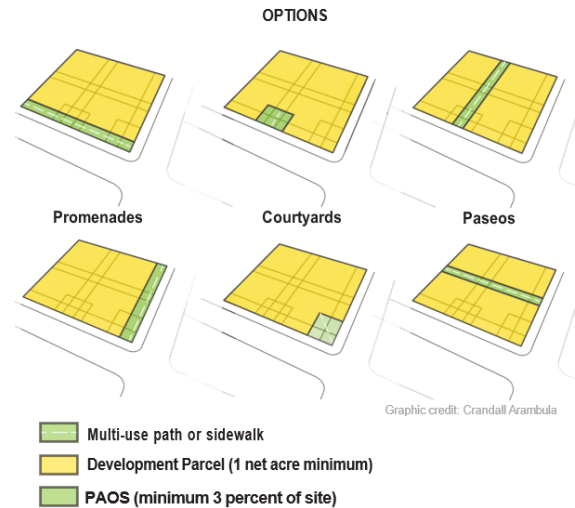 OPTIONS
Promenades
Courtyards
Paseos
Graphic credit: Crandall Arambula
Multi-use path or sidewalk
Development Parcel (1 net acre minimum)
PAOS (minimum 3 percent of site)